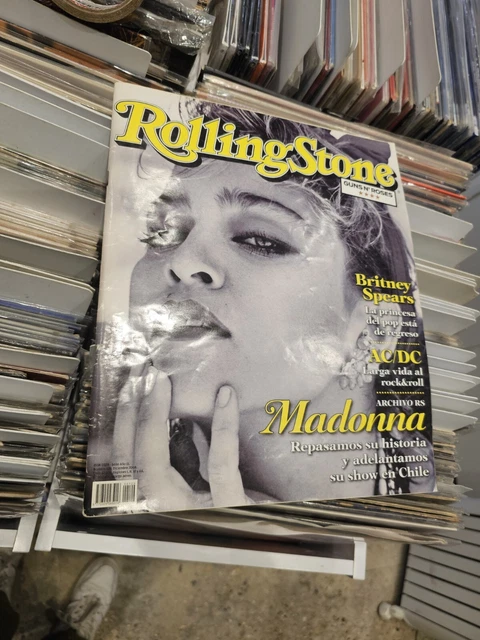 RollingStone
GUNS N' ROSES
Britney
Spears
La princesa
del pop está
de regreso
AC/DC
Larga vida al
rock&roll
ARCHIVO RS
Madonna
Repasamos su historia
y adelantamos
su show en Chile